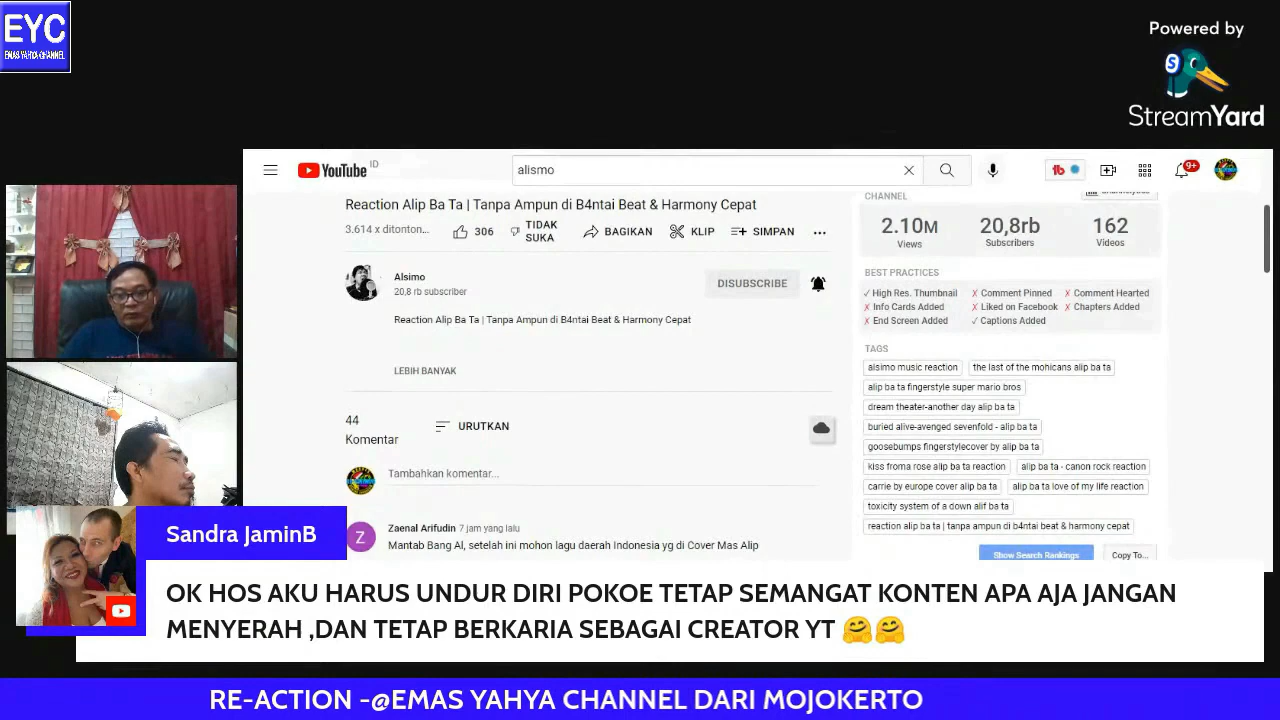 EYC
EMAS YAHYA CHANNEL
Powered by
StreamYard
YouTube ID
alismo
9+
Reaction Alip Ba Ta | Tanpa Ampun di B4ntai Beat & Harmony Cepat
3.614 x ditonton...
306
TIDAK SUKA
BAGIKAN
KLIP
SIMPAN
Alsimo
20,8 rb subscriber
DISUBSCRIBE
Reaction Alip Ba Ta | Tanpa Ampun di B4ntai Beat & Harmony Cepat
LEBIH BANYAK
44 Komentar
URUTKAN
Tambahkan komentar...
Z
Zaenal Arifudin 7 jam yang lalu
Mantab Bang Al, setelah ini mohon lagu daerah Indonesia yg di Cover Mas Alip
CHANNEL
2.10M 20,8rb 162
Views Subscribers Videos
BEST PRACTICES
✓ High Res. Thumbnail ✗ Comment Pinned ✗ Comment Hearted
✗ Info Cards Added ✗ Liked on Facebook ✗ Chapters Added
✗ End Screen Added ✓ Captions Added
TAGS
alsimo music reaction the last of the mohicans alip ba ta
alip ba ta fingerstyle super mario bros
dream theater-another day alip ba ta
buried alive-avenged sevenfold - alip ba ta
goosebumps fingerstylecover by alip ba ta
kiss froma rose alip ba ta reaction alip ba ta - canon rock reaction
carrie by europe cover alip ba ta alip ba ta love of my life reaction
toxicity system of a down alif ba ta
reaction alip ba ta | tanpa ampun di b4ntai beat & harmony cepat
Show Search Rankings Copy To...
Sandra JaminB
OK HOS AKU HARUS UNDUR DIRI POKOE TETAP SEMANGAT KONTEN APA AJA JANGAN
MENYERAH ,DAN TETAP BERKARIA SEBAGAI CREATOR YT 🤗🤗
RE-ACTION -@EMAS YAHYA CHANNEL DARI MOJOKERTO